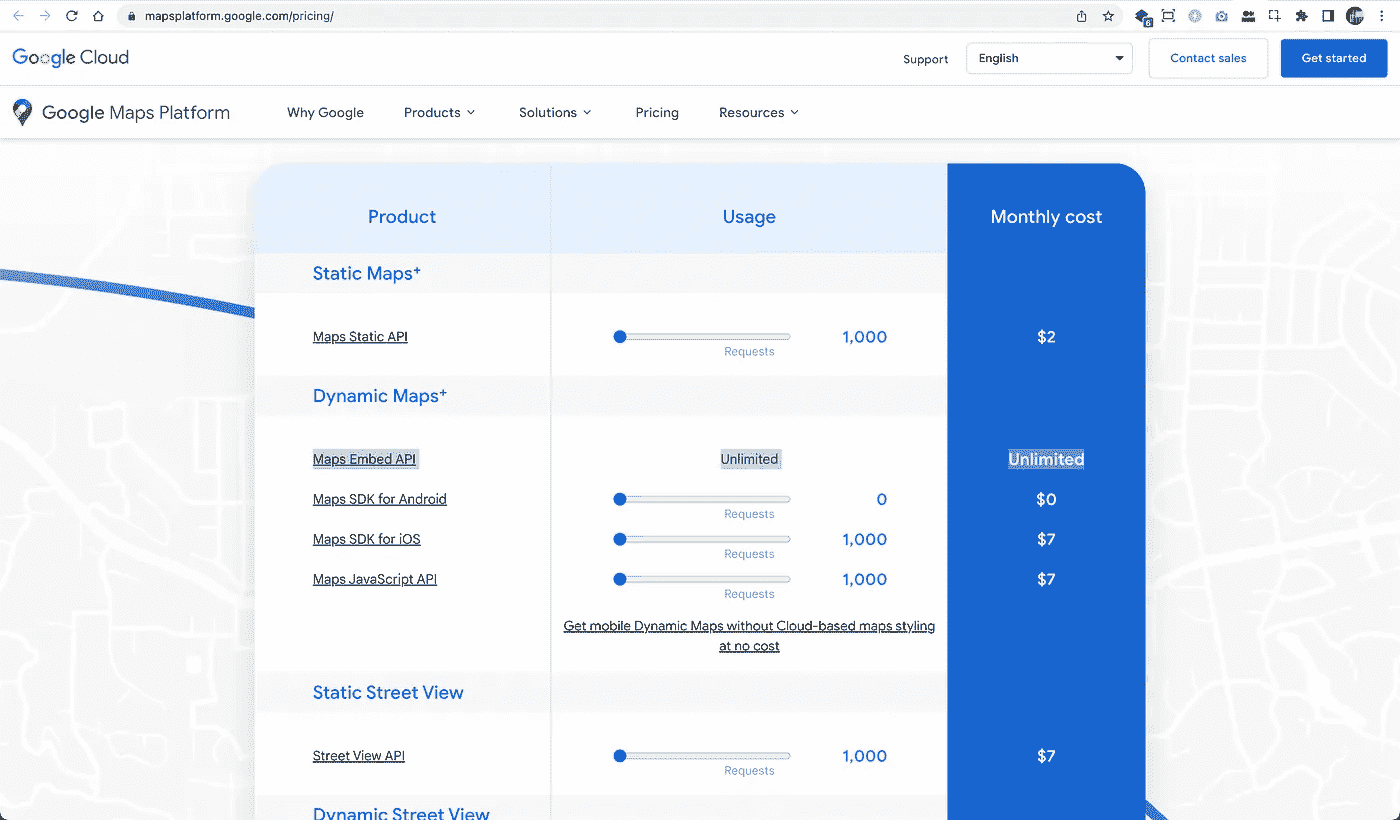 mapsplatform.google.com/pricing/
6
Google Cloud
Support
English
Contact sales
Get started
Google Maps Platform
Why Google
Products
Solutions
Pricing
Resources
Product
Usage
Monthly cost
Static Maps+
Maps Static API
1,000
$2
Requests
Dynamic Maps+
Maps Embed API
Unlimited
Unlimited
Maps SDK for Android
0
$0
Requests
Maps SDK for iOS
1,000
$7
Requests
Maps JavaScript API
1,000
$7
Requests
Get mobile Dynamic Maps without Cloud-based maps styling
at no cost
Static Street View
Street View API
1,000
$7
Requests
Dynamic Street View